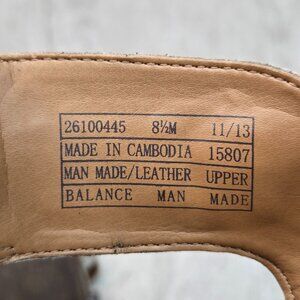 26100445 8½M 11/13
MADE IN CAMBODIA 15807
MAN MADE/LEATHER UPPER
BALANCE MAN MADE